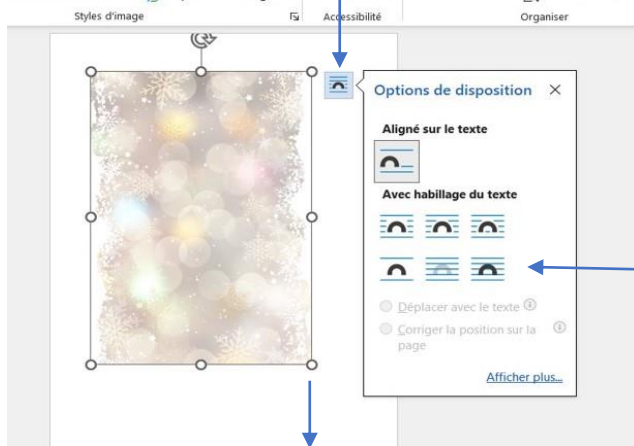 Styles d'image
Accessibilité
Organiser
Options de disposition
Aligné sur le texte
Avec habillage du texte
Déplacer avec le texte
Corriger la position sur la
page
Afficher plus...